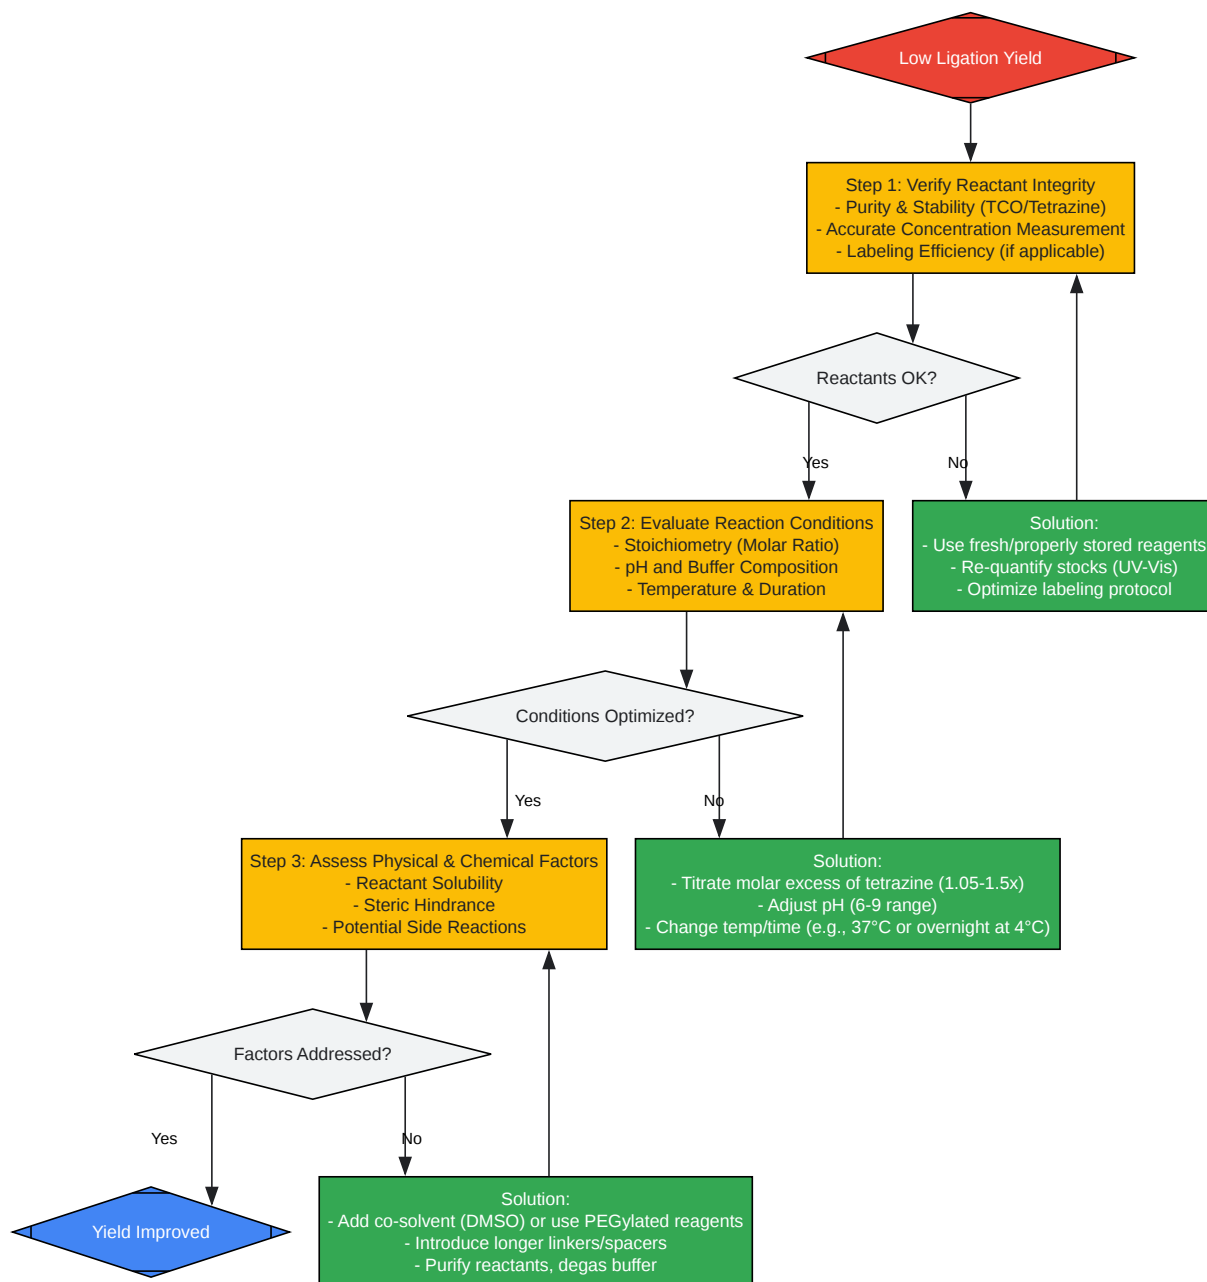 Low Ligation Yield
Step 1: Verify Reactant Integrity
- Purity & Stability (TCO/Tetrazine)
- Accurate Concentration Measurement
- Labeling Efficiency (if applicable)
Reactants OK?
Yes
No
Step 2: Evaluate Reaction Conditions
- Stoichiometry (Molar Ratio)
- pH and Buffer Composition
- Temperature & Duration
Solution:
- Use fresh/properly stored reagents
- Re-quantify stocks (UV-Vis)
- Optimize labeling protocol
Conditions Optimized?
Yes
No
Step 3: Assess Physical & Chemical Factors
- Reactant Solubility
- Steric Hindrance
- Potential Side Reactions
Solution:
- Titrate molar excess of tetrazine (1.05-1.5x)
- Adjust pH (6-9 range)
- Change temp/time (e.g., 37°C or overnight at 4°C)
Factors Addressed?
Yes
No
Yield Improved
Solution:
- Add co-solvent (DMSO) or use PEGylated reagents
- Introduce longer linkers/spacers
- Purify reactants, degas buffer